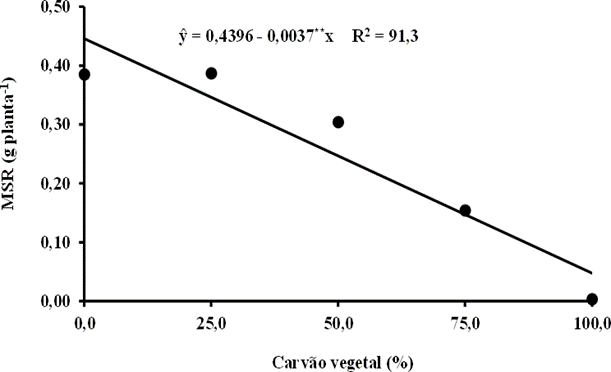 ŷ = 0,4396 - 0,0037**x R² = 91,3
0,50
0,40
0,30
0,20
0,10
0,00
MSR (g planta⁻¹)
0,0 25,0 50,0 75,0 100,0
Carvão vegetal (%)